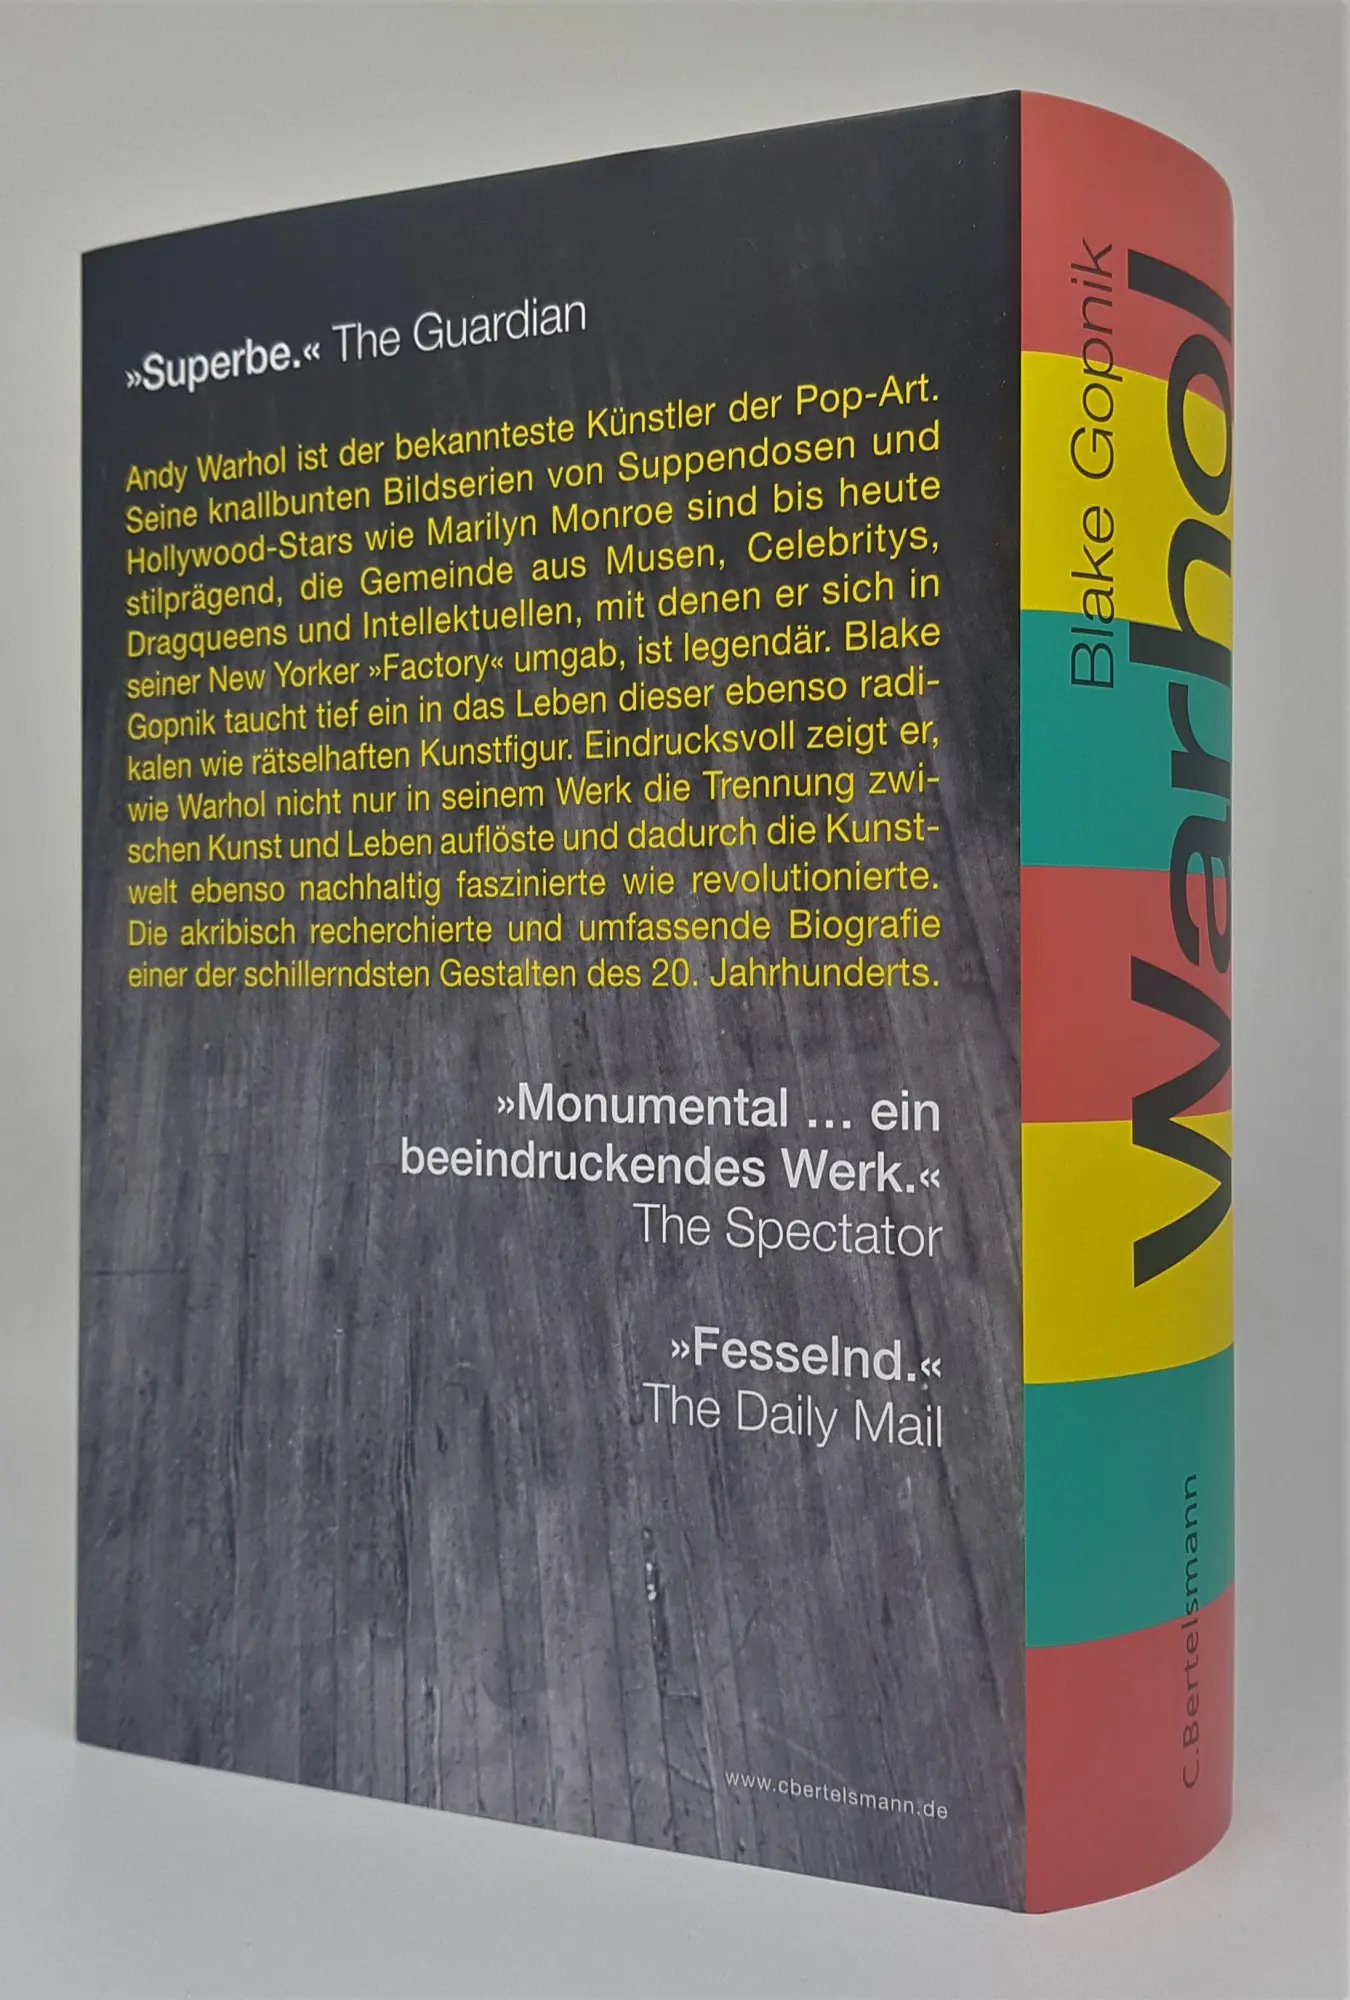 »Superbe.« The Guardian
Andy Warhol ist der bekannteste Künstler der Pop-Art.
Seine knallbunten Bildserien von Suppendosen und
Hollywood-Stars wie Marilyn Monroe sind bis heute
stilprägend, die Gemeinde aus Musen, Celebritys,
Dragqueens und Intellektuellen, mit denen er sich in
seiner New Yorker »Factory« umgab, ist legendär. Blake
Gopnik taucht tief ein in das Leben dieser ebenso radi-
kalen wie rätselhaften Kunstfigur. Eindrucksvoll zeigt er,
wie Warhol nicht nur in seinem Werk die Trennung zwi-
schen Kunst und Leben auflöste und dadurch die Kunst-
welt ebenso nachhaltig faszinierte wie revolutionierte.
Die akribisch recherchierte und umfassende Biografie
einer der schillerndsten Gestalten des 20. Jahrhunderts.
»Monumental ... ein
beeindruckendes Werk.«
The Spectator
»Fesselnd.«
The Daily Mail
www.cbertelsmann.de
Blake Gopnik
Warhol
C.Bertelsmann